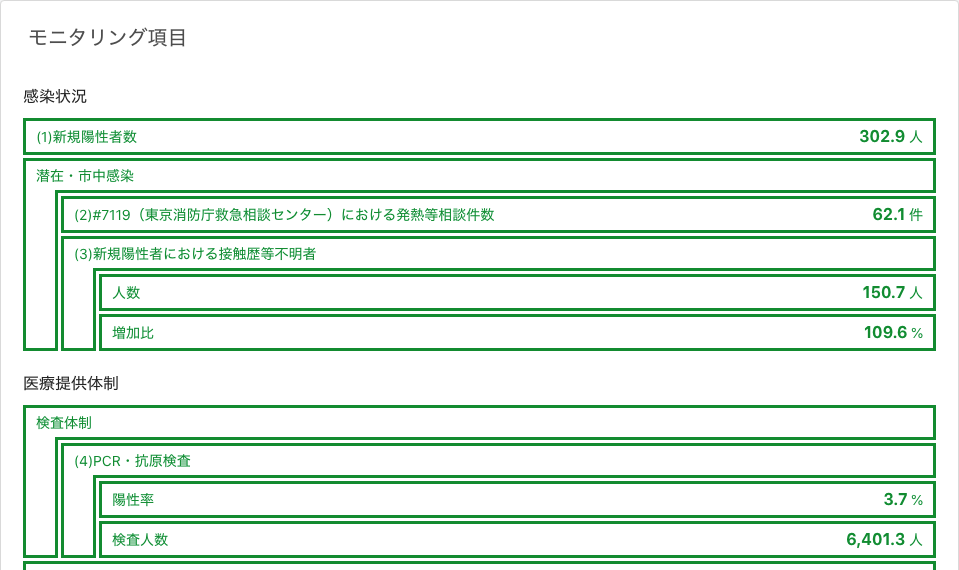 モニタリング項目
感染状況
(1)新規陽性者数 302.9 人
潜在・市中感染
(2)#7119（東京消防庁救急相談センター）における発熱等相談件数 62.1 件
(3)新規陽性者における接触歴等不明者
人数 150.7 人
増加比 109.6 %
医療提供体制
検査体制
(4)PCR・抗原検査
陽性率 3.7 %
検査人数 6,401.3 人